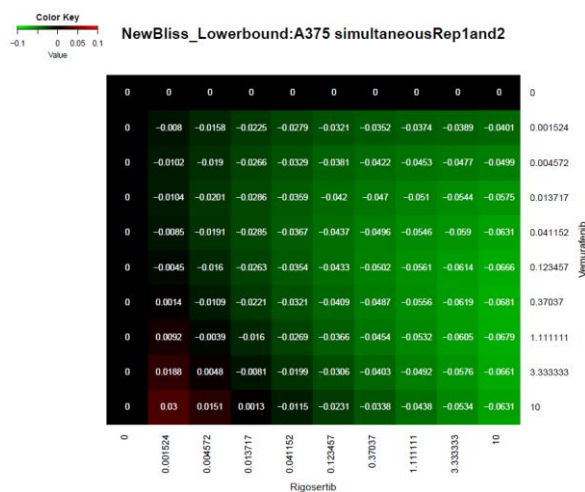 Color Key
−0.1 0 0.05 0.1
Value
NewBliss_Lowerbound:A375 simultaneousRep1and2
0 0 0 0 0 0 0 0 0 0 0
0 −0.008 −0.0158 −0.0225 −0.0279 −0.0321 −0.0352 −0.0374 −0.0389 −0.0401 0.001524
0 −0.0102 −0.019 −0.0266 −0.0329 −0.0381 −0.0422 −0.0453 −0.0477 −0.0499 0.004572
0 −0.0104 −0.0201 −0.0286 −0.0359 −0.042 −0.047 −0.051 −0.0544 −0.0575 0.013717
0 −0.0085 −0.0191 −0.0285 −0.0367 −0.0437 −0.0496 −0.0546 −0.059 −0.0631 0.041152
0 −0.0045 −0.016 −0.0263 −0.0354 −0.0433 −0.0502 −0.0561 −0.0614 −0.0666 0.123457
0 0.0014 −0.0109 −0.0221 −0.0321 −0.0409 −0.0487 −0.0556 −0.0619 −0.0681 0.37037
0 0.0092 −0.0039 −0.016 −0.0269 −0.0366 −0.0454 −0.0532 −0.0605 −0.0679 1.111111
0 0.0188 0.0048 −0.0081 −0.0199 −0.0306 −0.0403 −0.0492 −0.0576 −0.0661 3.333333
0 0.03 0.0151 0.0013 −0.0115 −0.0231 −0.0338 −0.0438 −0.0534 −0.0631 10
Vemurafenib
0 0.001524 0.004572 0.013717 0.041152 0.123457 0.37037 1.111111 3.333333 10
Rigosertib